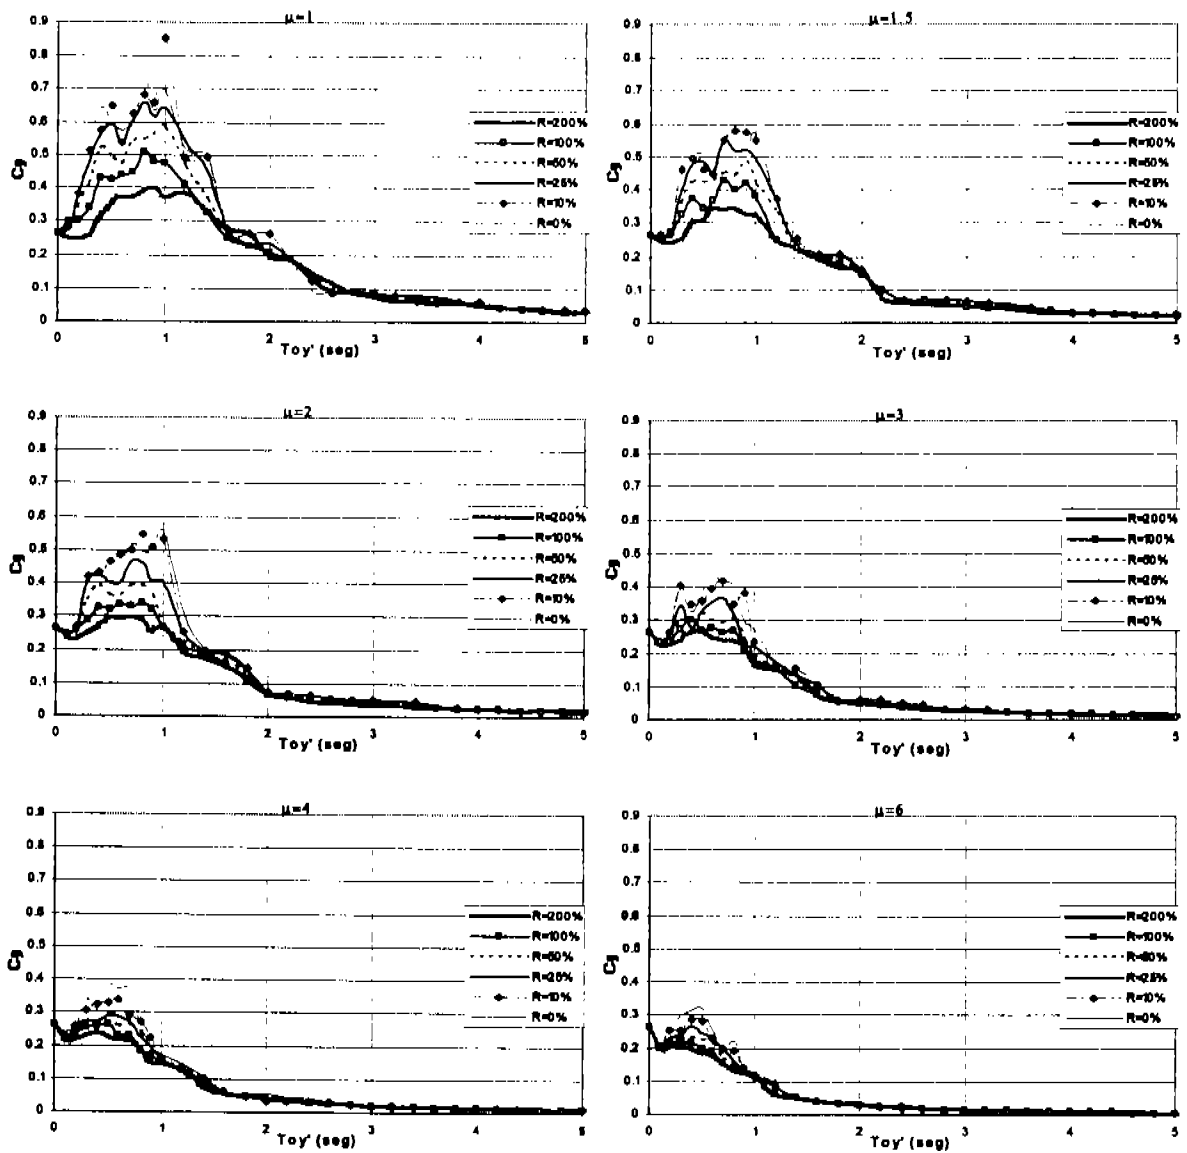 μ=1
0.9
0.8
0.7
0.6
0.5
0.4
0.3
0.2
0.1
0
Cy
0 1 2 3 4 5
Toy' (seg)
R=200%
R=100%
R=50%
R=25%
R=10%
R=0%
μ=1.5
0.9
0.8
0.7
0.6
0.5
0.4
0.3
0.2
0.1
0
Cy
0 1 2 3 4 5
Toy' (seg)
R=200%
R=100%
R=50%
R=25%
R=10%
R=0%
μ=2
0.9
0.8
0.7
0.6
0.5
0.4
0.3
0.2
0.1
0
Cy
0 1 2 3 4 5
Toy' (seg)
R=200%
R=100%
R=50%
R=25%
R=10%
R=0%
μ=3
0.9
0.8
0.7
0.6
0.5
0.4
0.3
0.2
0.1
0
Cy
0 1 2 3 4 5
Toy' (seg)
R=200%
R=100%
R=50%
R=25%
R=10%
R=0%
μ=4
0.9
0.8
0.7
0.6
0.5
0.4
0.3
0.2
0.1
0
Cy
0 1 2 3 4 5
Toy' (seg)
R=200%
R=100%
R=50%
R=25%
R=10%
R=0%
μ=6
0.9
0.8
0.7
0.6
0.5
0.4
0.3
0.2
0.1
0
Cy
0 1 2 3 4 5
Toy' (seg)
R=200%
R=100%
R=50%
R=25%
R=10%
R=0%